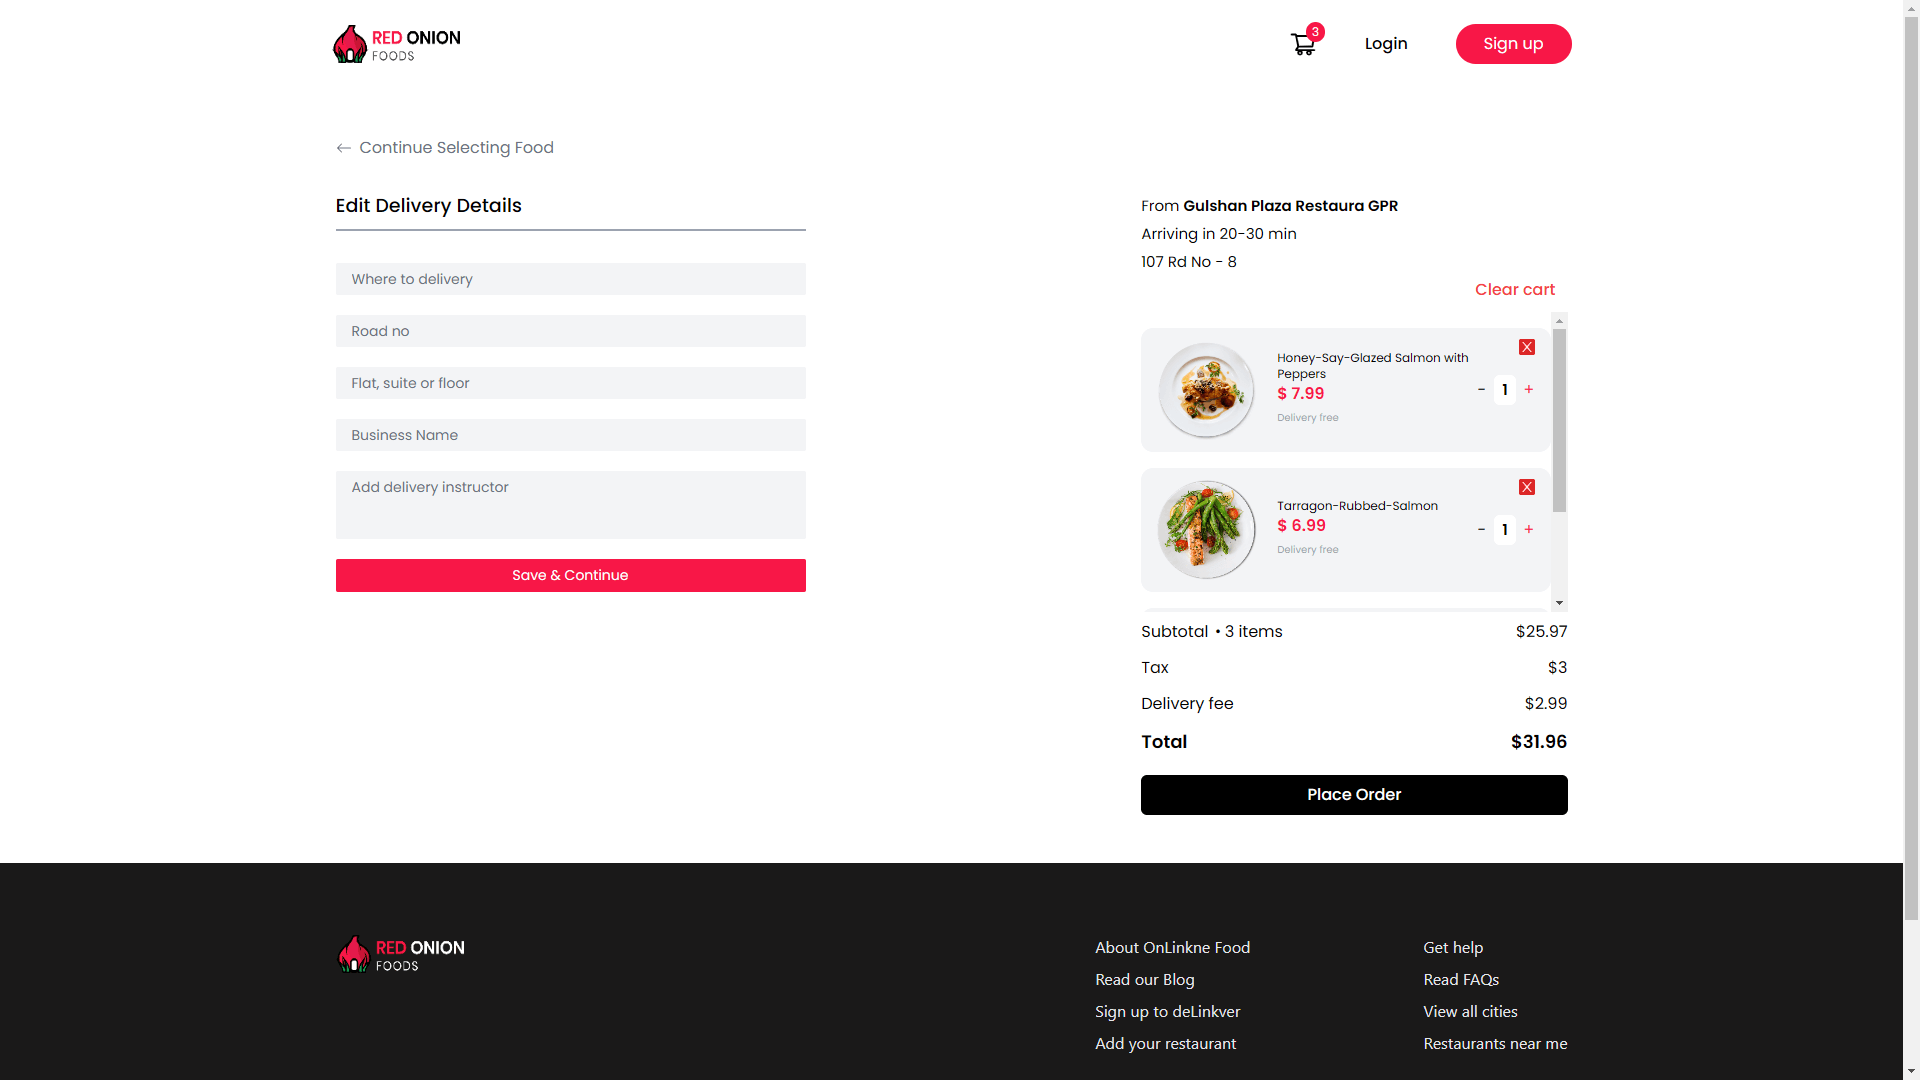 RED ONION
FOODS
3
Login
Sign up
← Continue Selecting Food
Edit Delivery Details
Where to delivery
Road no
Flat, suite or floor
Business Name
Add delivery instructor
Save & Continue
From Gulshan Plaza Restaura GPR
Arriving in 20-30 min
107 Rd No - 8
Clear cart
X
Honey-Say-Glazed Salmon with
Peppers
$ 7.99
- 1 +
Delivery free
X
Tarragon-Rubbed-Salmon
$ 6.99
- 1 +
Delivery free
Subtotal • 3 items $25.97
Tax $3
Delivery fee $2.99
Total $31.96
Place Order
RED ONION
FOODS
About OnLinkne Food
Read our Blog
Sign up to deLinkver
Add your restaurant
Get help
Read FAQs
View all cities
Restaurants near me